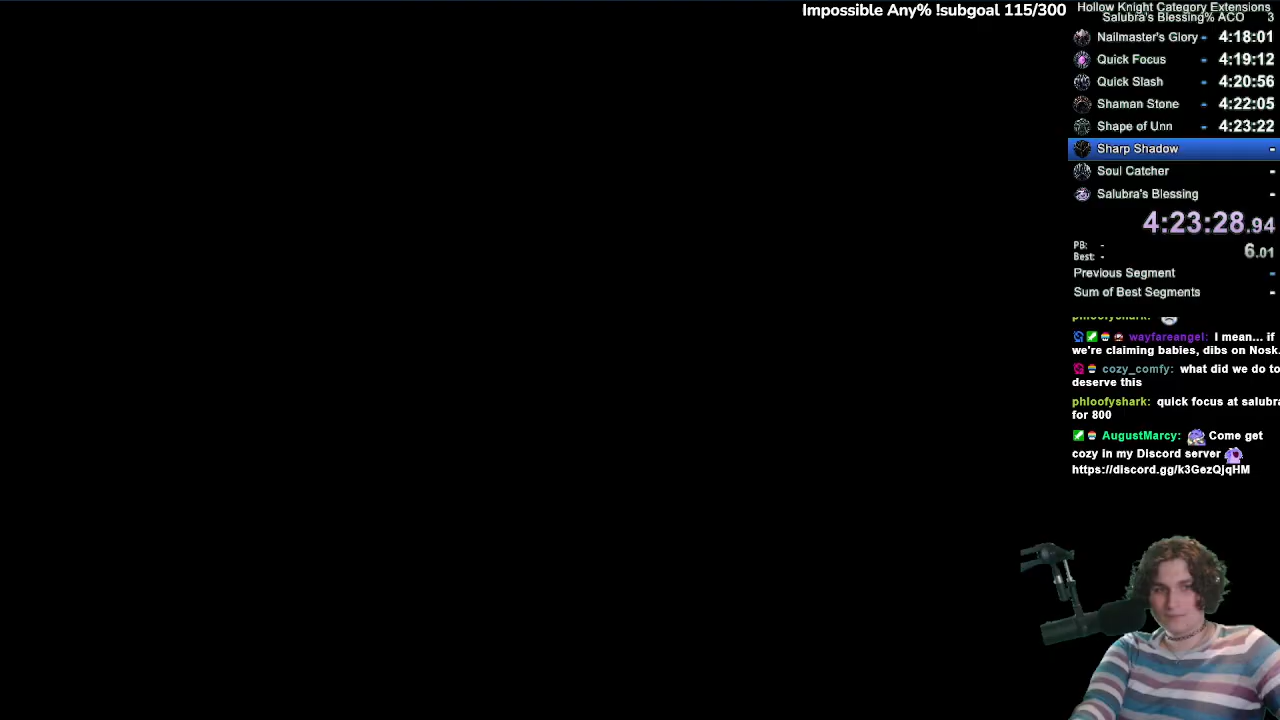 Impossible Any% !subgoal 115/300
Hollow Knight Category Extensions
Salubra's Blessing% ACO 3
Nailmaster's Glory - 4:18:01
Quick Focus - 4:19:12
Quick Slash - 4:20:56
Shaman Stone - 4:22:05
Shape of Unn - 4:23:22
Sharp Shadow -
Soul Catcher -
Salubra's Blessing -
4:23:28.94
PB: -
Best: -
6.01
Previous Segment -
Sum of Best Segments -
phloofyshark:
wayfareangel: I mean... if
we're claiming babies, dibs on Nosk.
cozy_comfy: what did we do to
deserve this
phloofyshark: quick focus at salubra
for 800
AugustMarcy: Come get
cozy in my Discord server
https://discord.gg/k3GezQjqHM